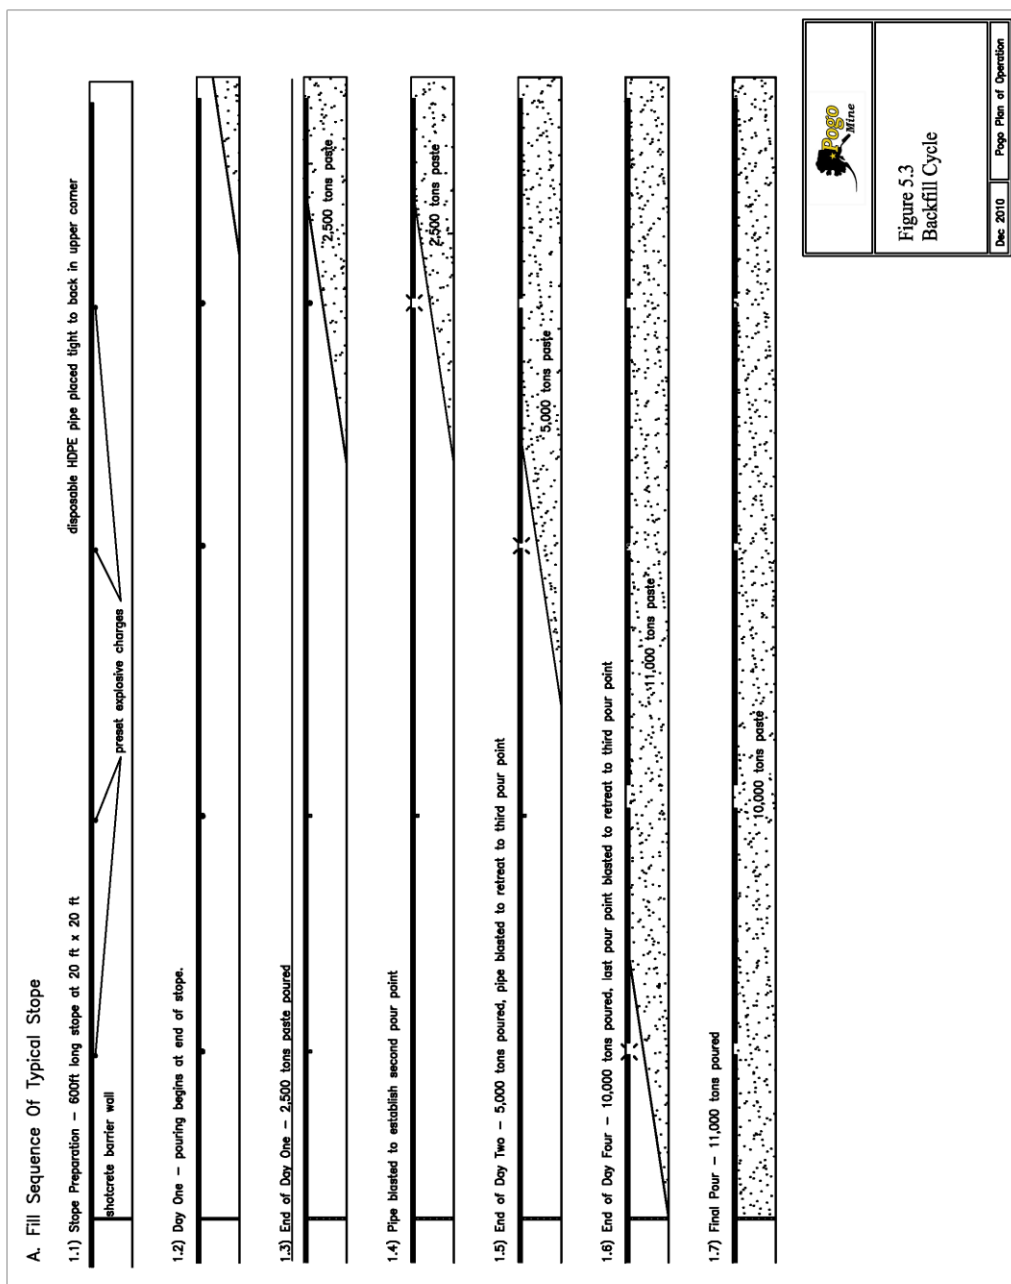 A. Fill Sequence Of Typical Stope
1.1) Stope Preparation – 600ft long stope at 20 ft x 20 ft
disposable HDPE pipe placed tight to back in upper corner
shotcrete barrier wall
preset explosive charges
1.2) Day One – pouring begins at end of stope.
1.3) End of Day One – 2,500 tons paste poured
2,500 tons paste
1.4) Pipe blasted to establish second pour point
2,500 tons paste
1.5) End of Day Two – 5,000 tons poured, pipe blasted to retreat to third pour point
5,000 tons paste
1.6) End of Day Four – 10,000 tons poured, last pour point blasted to retreat to third pour point
11,000 tons paste
1.7) Final Pour – 11,000 tons poured
10,000 tons paste
Pogo
Mine
Figure 5.3
Backfill Cycle
Dec 2010
Pogo Plan of Operation